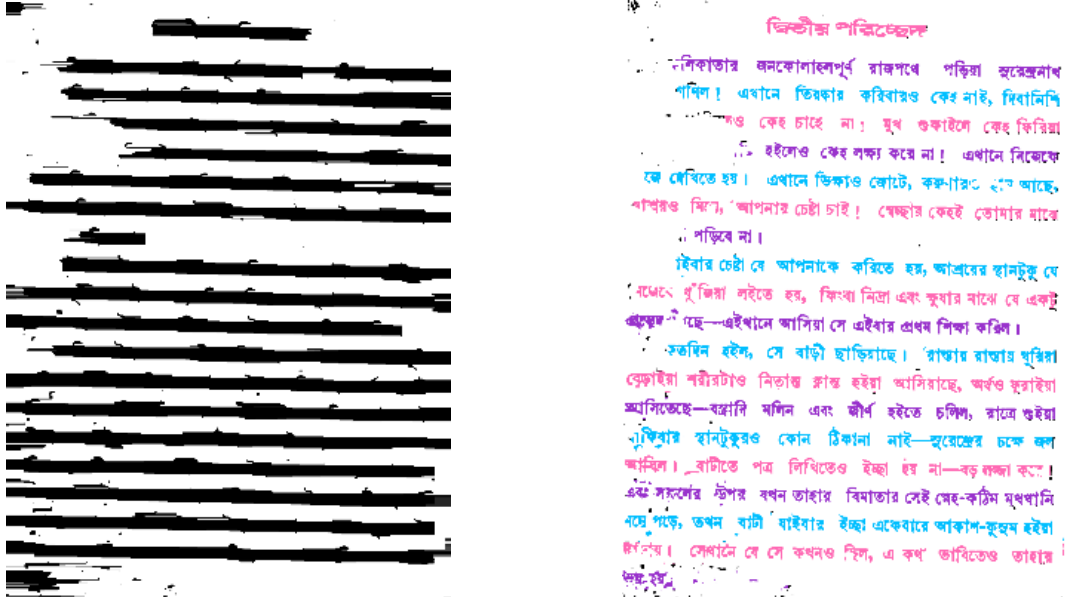 দ্বিতীয় পরিচ্ছেদ
জনকোলাহলপূর্ণ রাজপথে পড়িয়া সুরেন্দ্রনাথ
এখানে তিরস্কার করিবারও কেহ নাই, দিবানিশি
কেহ চাহে না; মুখ শুকাইলে কেহ ফিরিয়া
হইলেও কেহ লক্ষ্য করে না! এখানে নিজেকে
দেখিতে হয়। এখানে ভিক্ষাও জোটে, করুণারও আছে,
আপনার চেষ্টা চাই! স্বেচ্ছায় কেহই তোমার মাঝে
পড়িবে না।
চেষ্টা যে আপনাকে করিতে হয়, আশ্রয়ের স্থানটুকু যে
খুঁজিয়া লইতে হয়, কিংবা নিদ্রা এবং ক্ষুধার মাঝে যে একটু
এইখানে আসিয়া সে এইবার প্রথম শিক্ষা করিল।
কতদিন হইল, সে বাড়ী ছাড়িয়াছে। রাস্তায় রাস্তায় ঘুরিয়া
বেড়াইয়া শরীরটাও নিতান্ত ক্লান্ত হইয়া আসিয়াছে, অর্থও ফুরাইয়া
আসিতেছে—বস্ত্রাদি মলিন এবং জীর্ণ হইতে চলিল, রাত্রে শুইয়া
থাকিবার স্থানটুকুরও কোন ঠিকানা নাই—সুরেন্দ্রের চক্ষে জল
আসিল। বাটীতে পত্র লিখিতেও ইচ্ছা হয় না—বড় লজ্জা করে!
এবং সকলের উপর যখন তাহার বিমাতার সেই স্নেহ-কঠিন মুখখানি
মনে পড়ে, তখন বাটী যাইবার ইচ্ছা একেবারে আকাশ-কুসুম হইয়া
সেখানে যে সে কখনও ছিল, এ কথা ভাবিতেও তাহার
ভয় হয়।